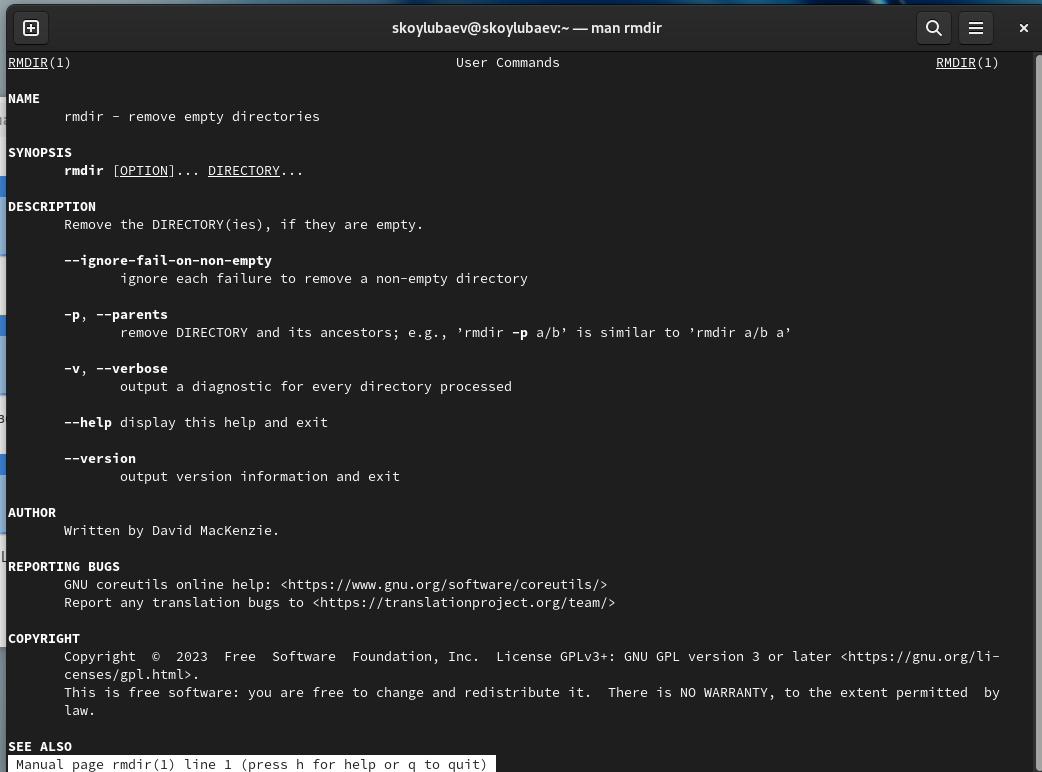 skoylubaev@skoylubaev:~ — man rmdir
RMDIR(1) User Commands RMDIR(1)
NAME
rmdir - remove empty directories
SYNOPSIS
rmdir [OPTION]... DIRECTORY...
DESCRIPTION
Remove the DIRECTORY(ies), if they are empty.
--ignore-fail-on-non-empty
ignore each failure to remove a non-empty directory
-p, --parents
remove DIRECTORY and its ancestors; e.g., ’rmdir -p a/b’ is similar to ’rmdir a/b a’
-v, --verbose
output a diagnostic for every directory processed
--help display this help and exit
--version
output version information and exit
AUTHOR
Written by David MacKenzie.
REPORTING BUGS
GNU coreutils online help: <https://www.gnu.org/software/coreutils/>
Report any translation bugs to <https://translationproject.org/team/>
COPYRIGHT
Copyright © 2023 Free Software Foundation, Inc. License GPLv3+: GNU GPL version 3 or later <https://gnu.org/li-
censes/gpl.html>.
This is free software: you are free to change and redistribute it. There is NO WARRANTY, to the extent permitted by
law.
SEE ALSO
Manual page rmdir(1) line 1 (press h for help or q to quit)